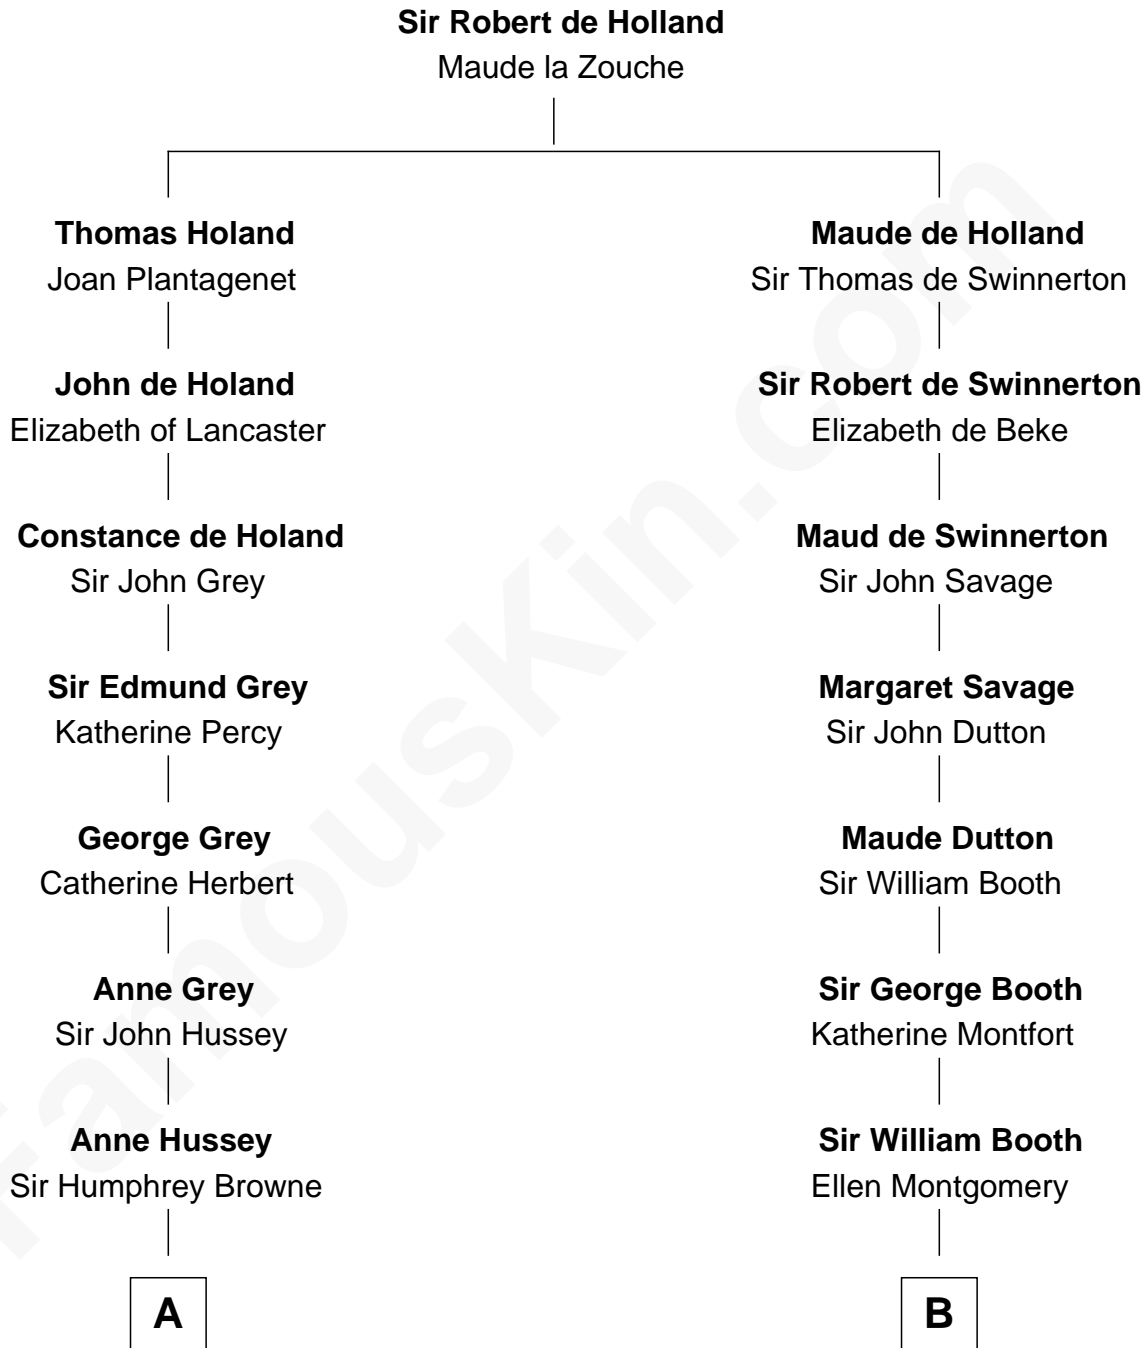 Sir Robert de Holland
Maude la Zouche
Thomas Holand
Joan Plantagenet
Maude de Holland
Sir Thomas de Swinnerton
John de Holand
Elizabeth of Lancaster
Sir Robert de Swinnerton
Elizabeth de Beke
Constance de Holand
Sir John Grey
Maud de Swinnerton
Sir John Savage
Sir Edmund Grey
Katherine Percy
Margaret Savage
Sir John Dutton
George Grey
Catherine Herbert
Maude Dutton
Sir William Booth
Anne Grey
Sir John Hussey
Sir George Booth
Katherine Montfort
Anne Hussey
Sir Humphrey Browne
Sir William Booth
Ellen Montgomery
A
B
FamousKin.com